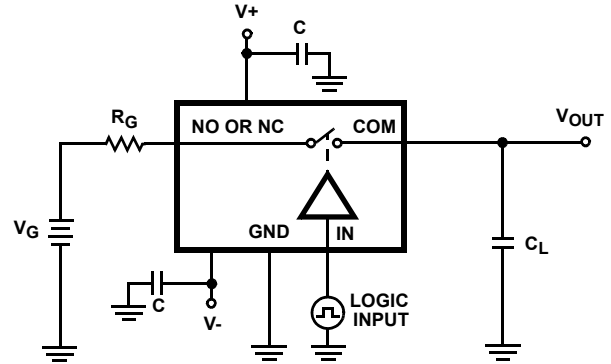 V+
C
RG
NO OR NC
COM
VOUT
VG
GND
IN
CL
C
V-
LOGIC
INPUT